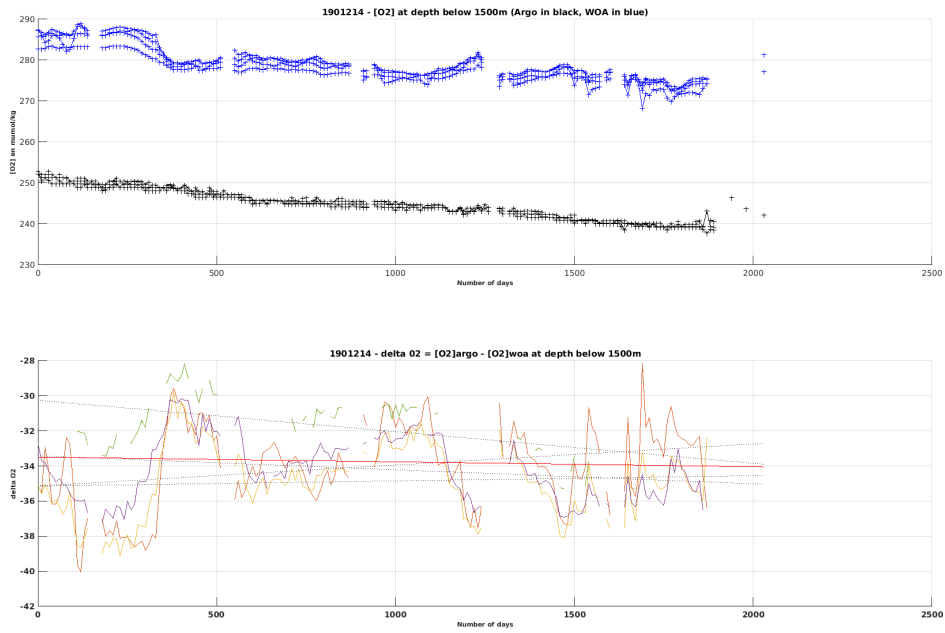 1901214 - [O2] at depth below 1500m (Argo in black, WOA in blue)
290
280
270
260
250
240
230
[O2] en mumol/kg
0 500 1000 1500 2000 2500
Number of days
1901214 - delta 02 = [O2]argo - [O2]woa at depth below 1500m
-28
-30
-32
-34
-36
-38
-40
-42
delta O2
0 500 1000 1500 2000 2500
Number of days